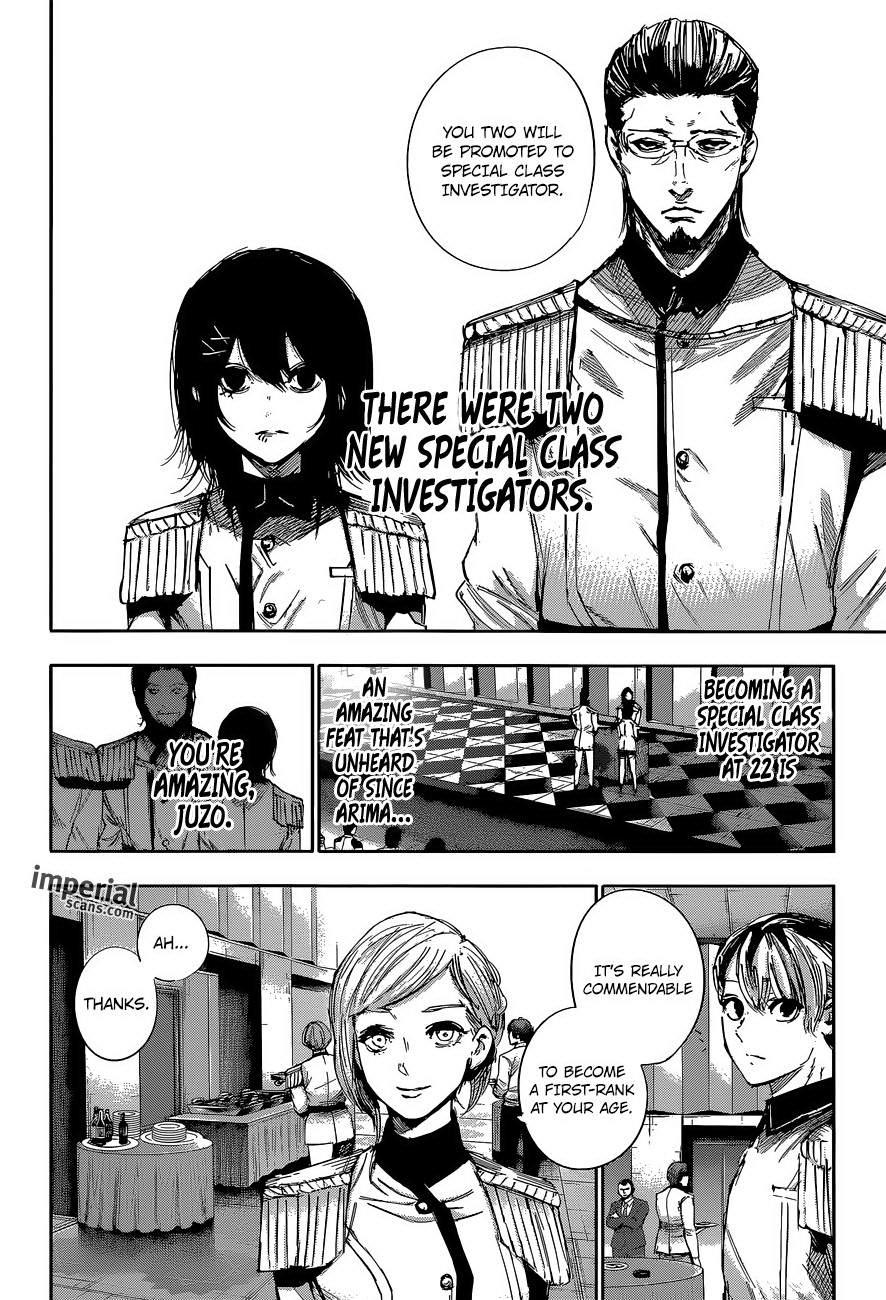 YOU TWO WILL
BE PROMOTED TO
SPECIAL CLASS
INVESTIGATOR.
THERE WERE TWO
NEW SPECIAL CLASS
INVESTIGATORS.
BECOMING A
SPECIAL CLASS
INVESTIGATOR
AT 22 IS
AN
AMAZING
FEAT THAT'S
UNHEARD
OF SINCE
ARIMA...
YOU'RE
AMAZING,
JUZO.
imperial
scans.com
IT'S REALLY
COMMENDABLE
TO BECOME
A FIRST-RANK
AT YOUR AGE.
AH...
THANKS.